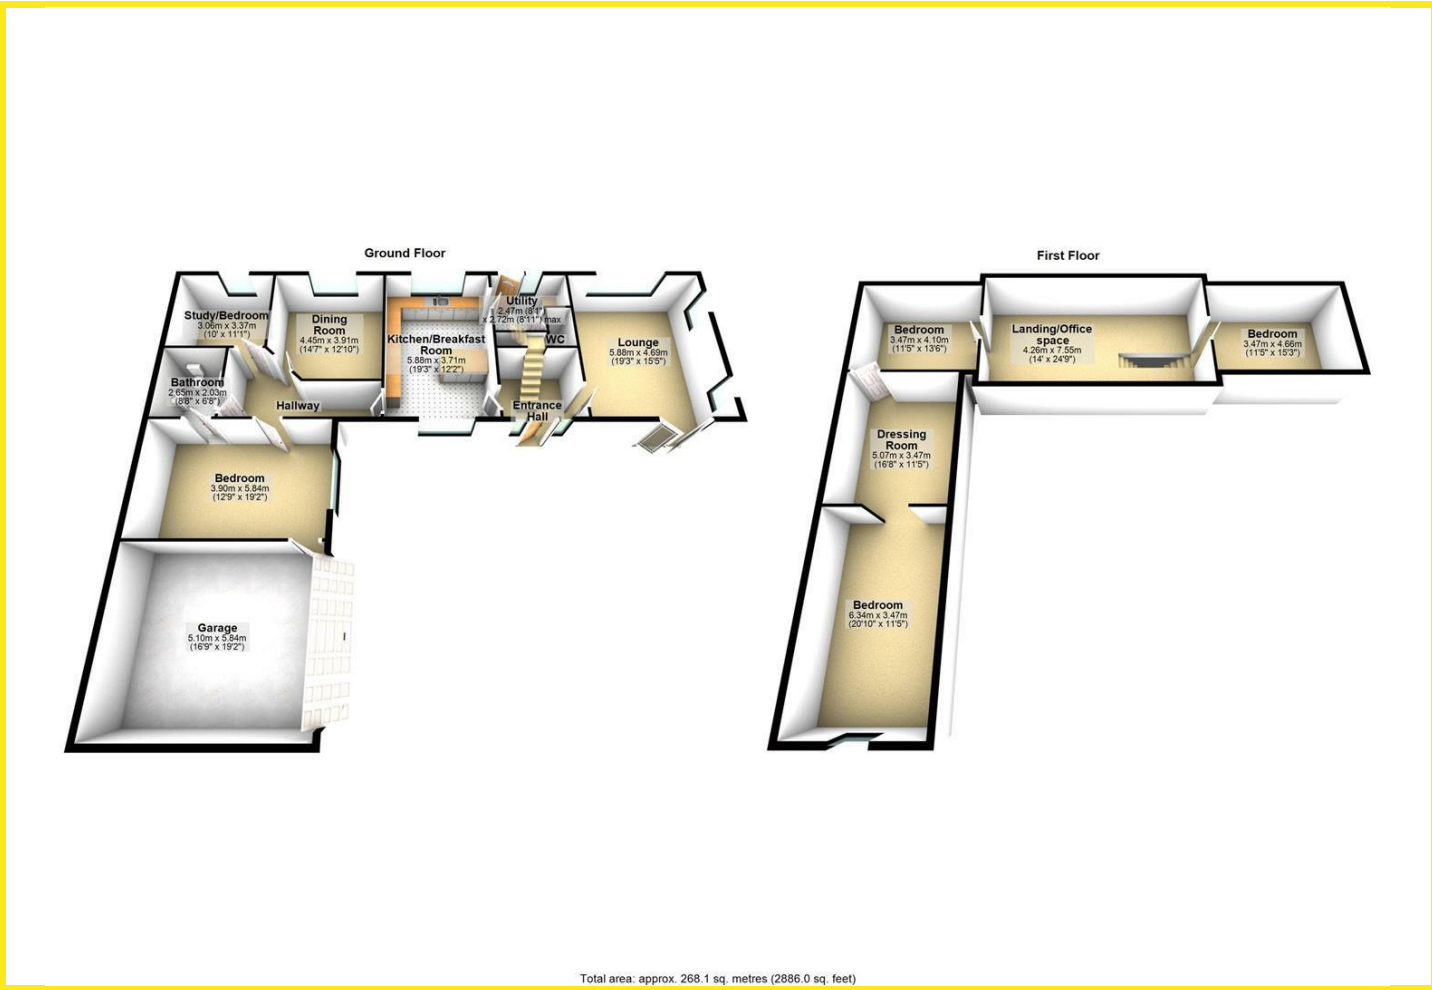 Ground Floor
Study/Bedroom
3.06m x 3.37m
(10' x 11'1")
Dining
Room
4.45m x 3.91m
(14'7" x 12'10")
Kitchen/Breakfast
Room
5.88m x 3.71m
(19'3" x 12'2")
Utility
2.47m (8'1")
x 2.72m (8'11") max
WC
Lounge
5.88m x 4.69m
(19'3" x 15'5")
Bathroom
2.65m x 2.03m
(8'8" x 6'8")
Hallway
Entrance
Hall
Bedroom
3.90m x 5.84m
(12'9" x 19'2")
Garage
5.10m x 5.84m
(16'9" x 19'2")
First Floor
Bedroom
3.47m x 4.10m
(11'5" x 13'6")
Landing/Office
space
4.26m x 7.55m
(14' x 24'9")
Bedroom
3.47m x 4.66m
(11'5" x 15'3")
Dressing
Room
5.07m x 3.47m
(16'8" x 11'5")
Bedroom
6.34m x 3.47m
(20'10" x 11'5")
Total area: approx. 268.1 sq. metres (2886.0 sq. feet)